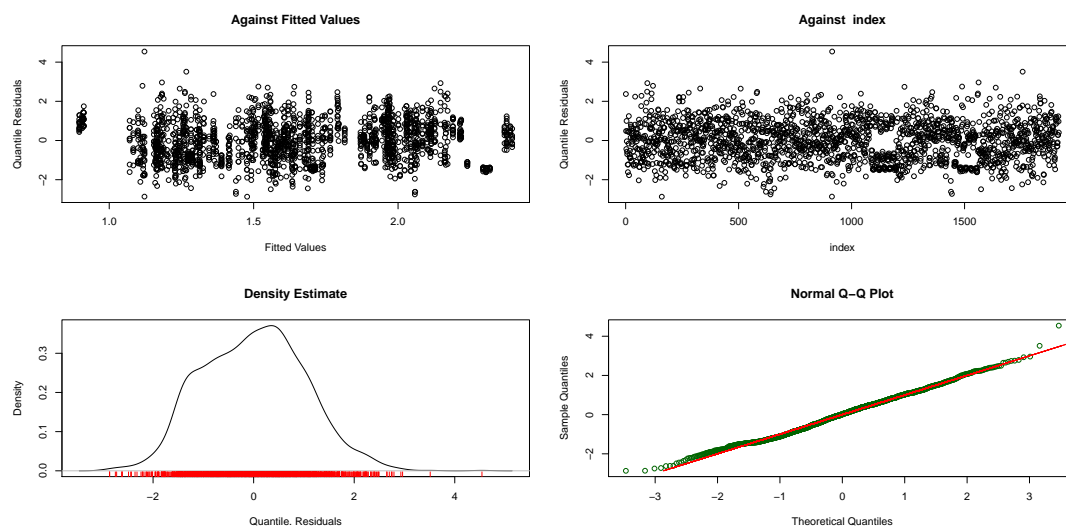 Against Fitted Values
Quantile Residuals
4
2
0
−2
1.0 1.5 2.0
Fitted Values
Against index
Quantile Residuals
4
2
0
−2
0 500 1000 1500
index
Density Estimate
Density
0.3
0.2
0.1
0.0
−2 0 2 4
Quantile. Residuals
Normal Q−Q Plot
Sample Quantiles
4
2
0
−2
−3 −2 −1 0 1 2 3
Theoretical Quantiles